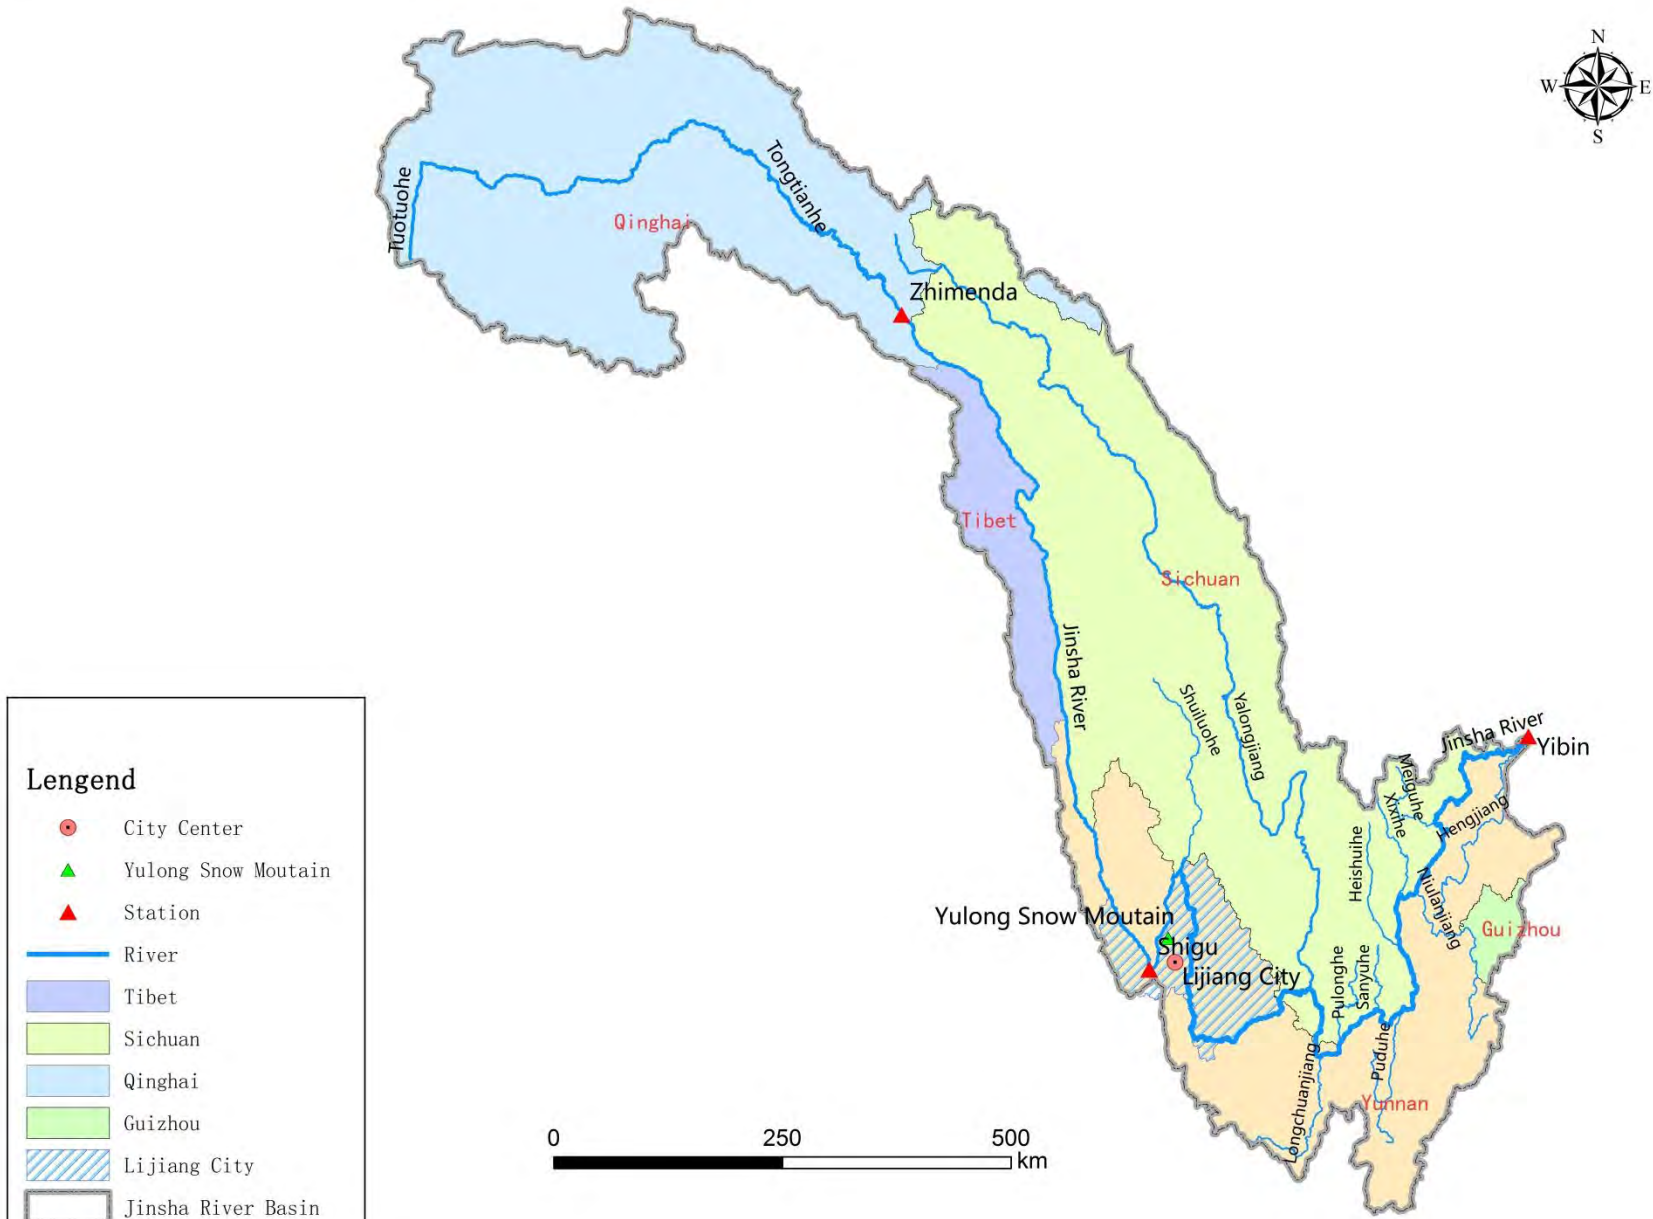 N
W
E
S
Tuotuohe
Tongtianhe
Qinghai
Zhimenda
Tibet
Sichuan
Jinsha River
Shuiluohe
Yalongjiang
Jinsha River
Yibin
Meiguhe
Xixihe
Hengjiang
Heishuihe
Niulanjiang
Guizhou
Yulong Snow Moutain
Shigu
Lijiang City
Pulonghe
Sanyuhe
Puduhe
Longchuanjiang
Yunnan
0 250 500
km
Lengend
City Center
Yulong Snow Moutain
Station
River
Tibet
Sichuan
Qinghai
Guizhou
Lijiang City
Jinsha River Basin